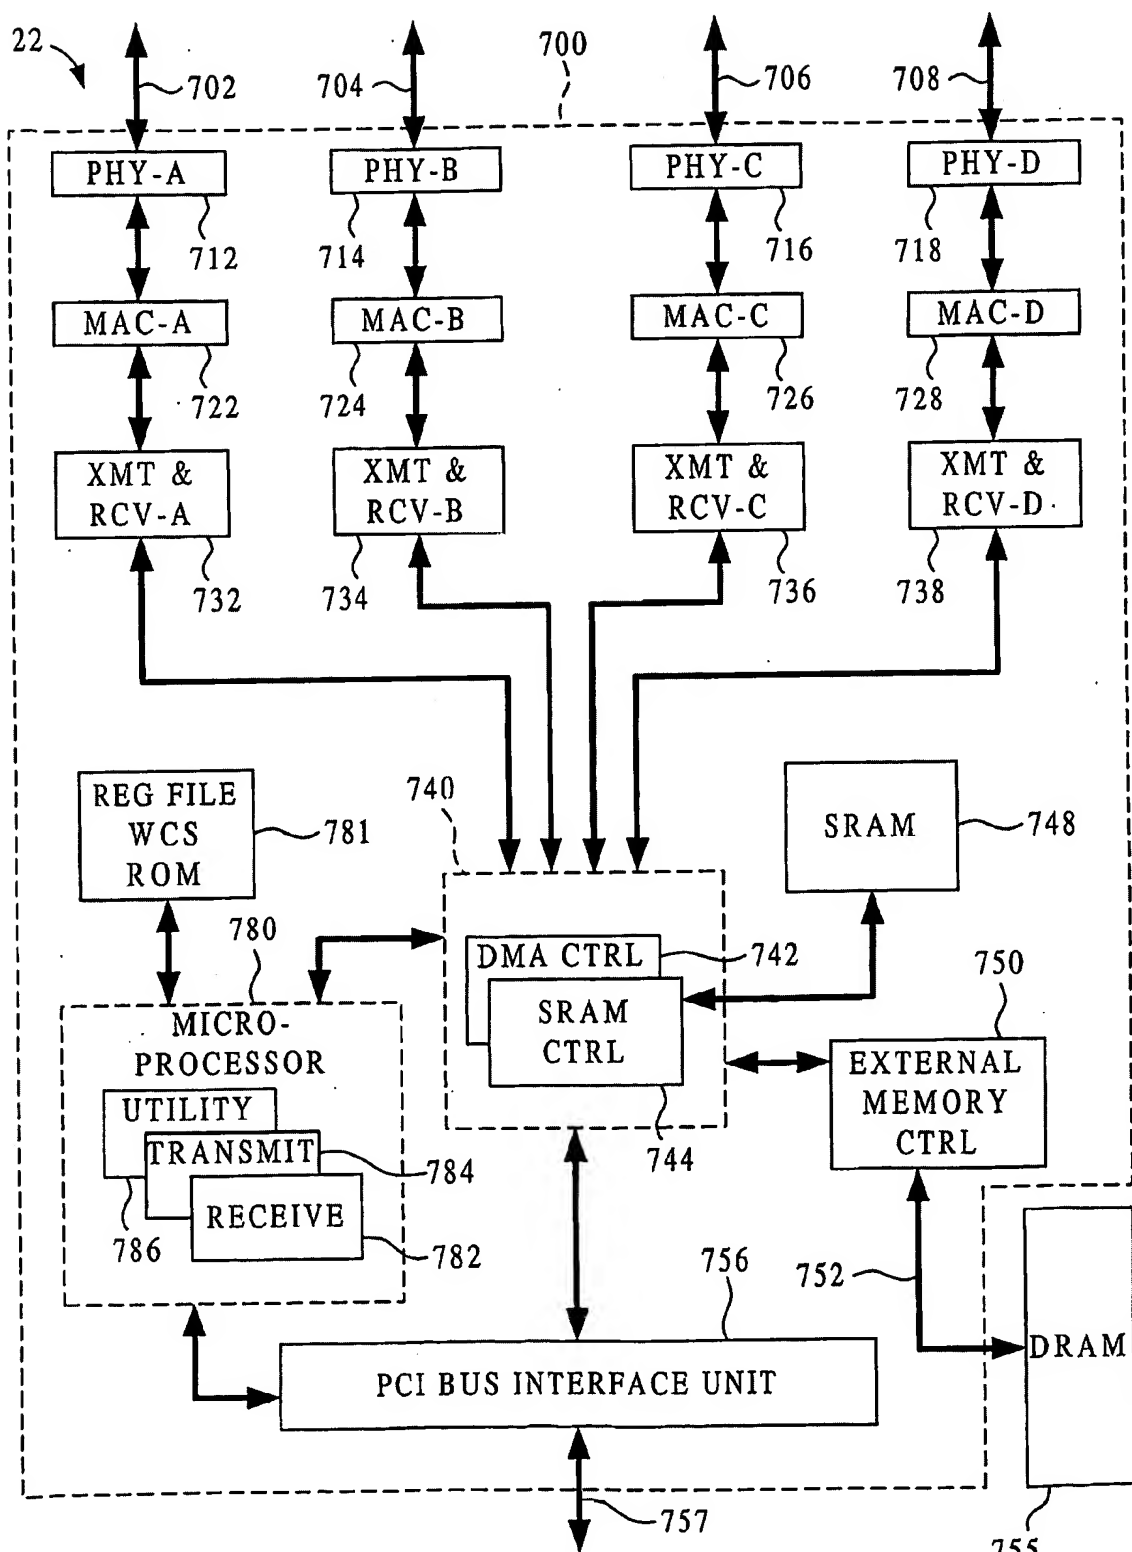 22
700
702
704
706
708
PHY-A
PHY-B
PHY-C
PHY-D
712
714
716
718
MAC-A
MAC-B
MAC-C
MAC-D
722
724
726
728
XMT &
RCV-A
XMT &
RCV-B
XMT &
RCV-C
XMT &
RCV-D
732
734
736
738
REG FILE
WCS
ROM
781
740
SRAM
748
780
DMA CTRL
742
SRAM
CTRL
744
750
EXTERNAL
MEMORY
CTRL
MICRO-
PROCESSOR
UTILITY
TRANSMIT
784
RECEIVE
786
782
756
752
PCI BUS INTERFACE UNIT
DRAM
757
755